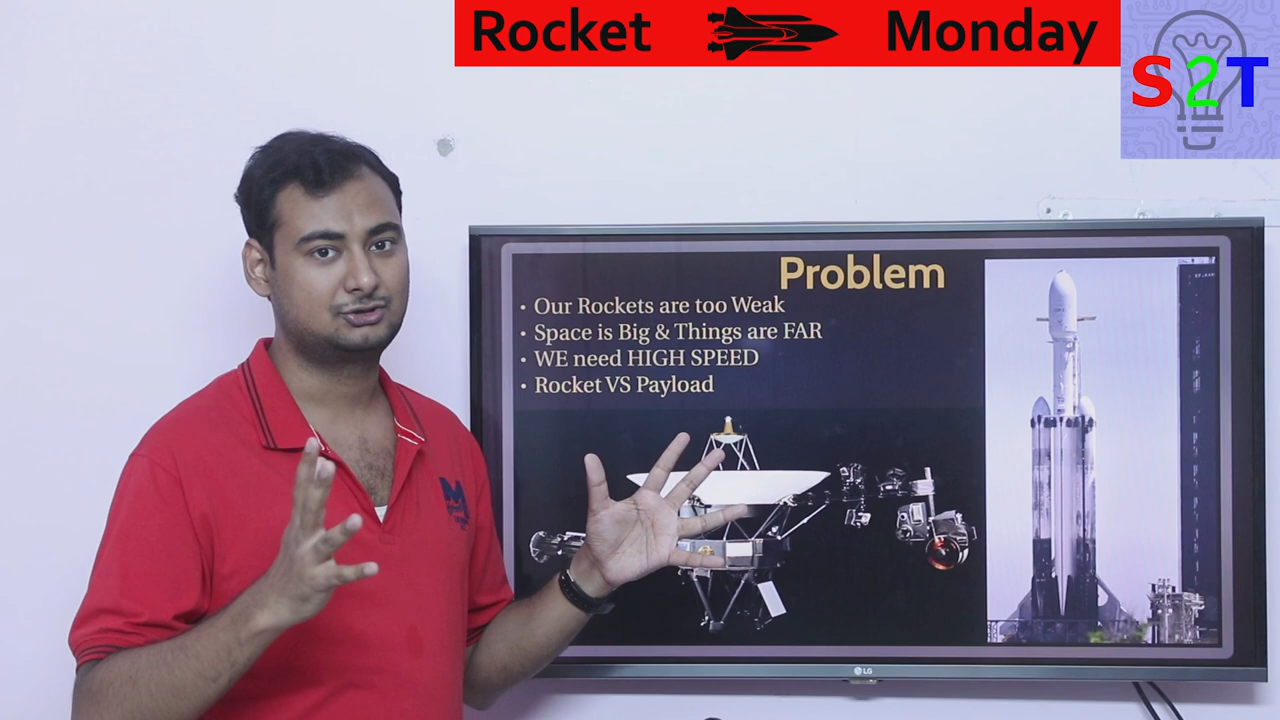 Rocket Monday
S2T
Problem
• Our Rockets are too Weak
• Space is Big & Things are FAR
• WE need HIGH SPEED
• Rocket VS Payload
M
LG